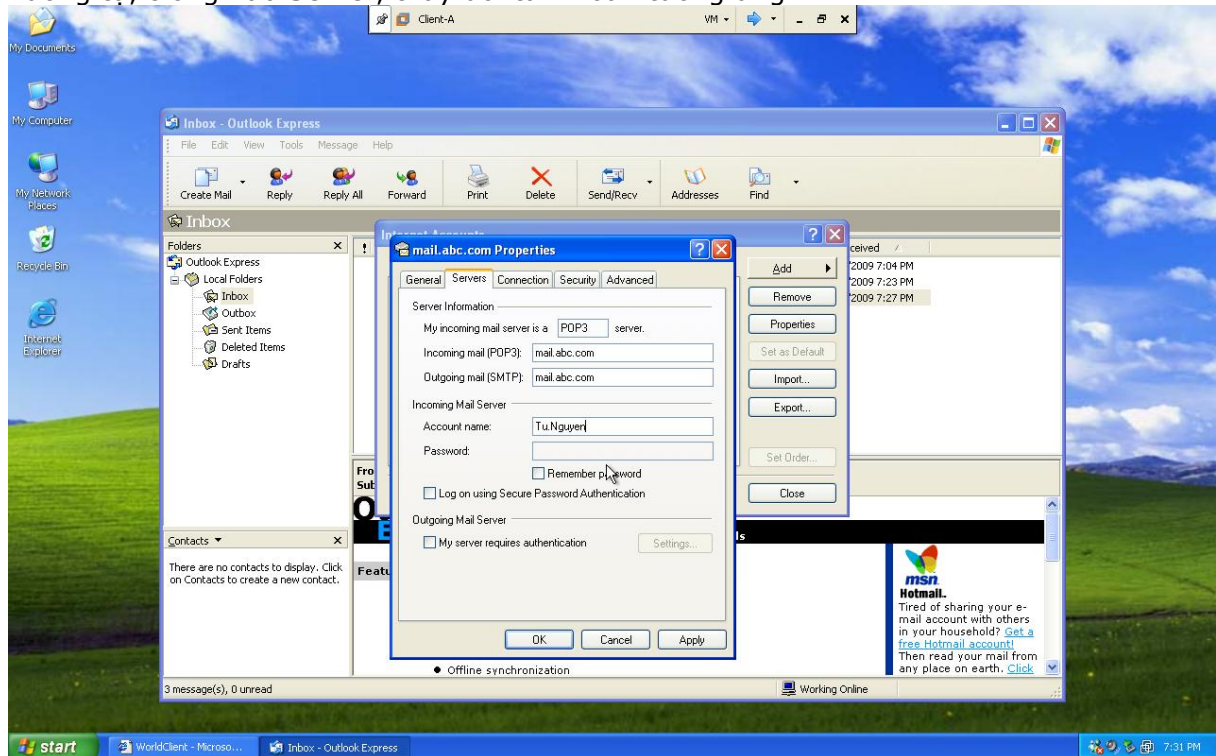 Client-A
VM
My Documents
My Computer
My Network
Places
Recycle Bin
Internet
Explorer
Inbox - Outlook Express
File Edit View Tools Message Help
Create Mail Reply Reply All Forward Print Delete Send/Recv Addresses Find
Inbox
Folders
Outlook Express
Local Folders
Inbox
Outbox
Sent Items
Deleted Items
Drafts
Contacts
There are no contacts to display. Click
on Contacts to create a new contact.
!
ceived
2009 7:04 PM
2009 7:23 PM
2009 7:27 PM
mail.abc.com Properties
General Servers Connection Security Advanced
Server Information
My incoming mail server is a POP3 server.
Incoming mail (POP3): mail.abc.com
Outgoing mail (SMTP): mail.abc.com
Incoming Mail Server
Account name: Tu.Nguyen
Password:
Remember password
Log on using Secure Password Authentication
Outgoing Mail Server
My server requires authentication Settings...
OK Cancel Apply
Add
Remove
Properties
Set as Default
Import...
Export...
Set Order...
Close
Fro
Sub
O
E
ls
Featu
Offline synchronization
msn
Hotmail.
Tired of sharing your e-
mail account with others
in your household? Get a
free Hotmail account!
Then read your mail from
any place on earth. Click
3 message(s), 0 unread Working Online
start WorldClient - Microso... Inbox - Outlook Express 7:31 PM